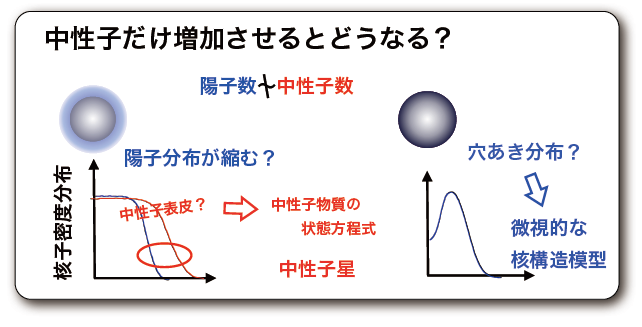 中性子だけ増加させるとどうなる？
陽子数〜中性子数
陽子分布が縮む？
穴あき分布？
核子密度分布
中性子表皮？
中性子物質の
状態方程式
中性子星
微視的な
核構造模型